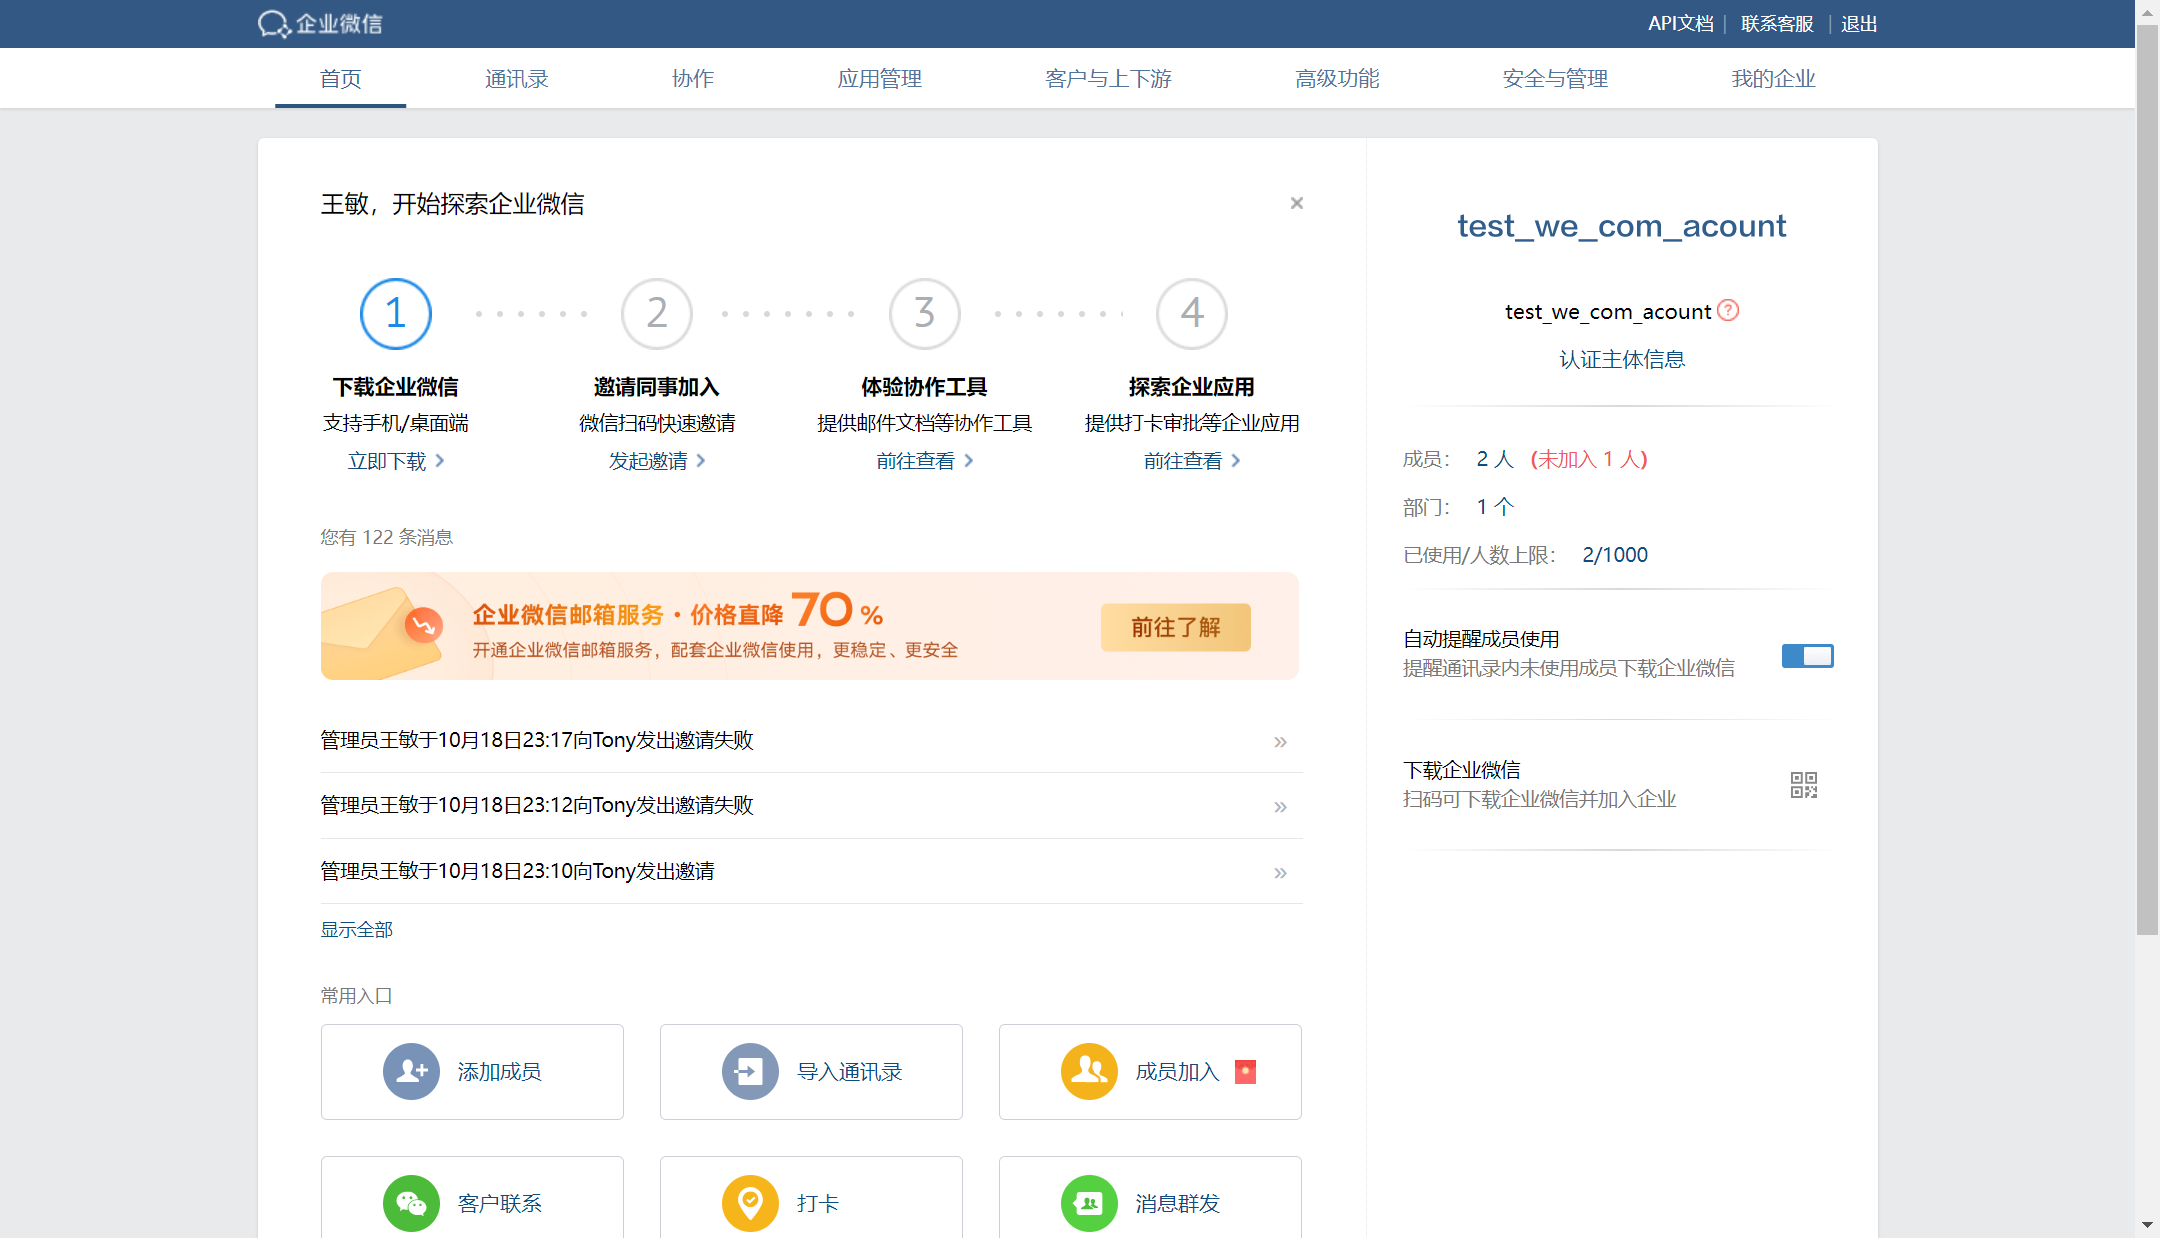 企业微信
API文档 | 联系客服 | 退出
首页 通讯录 协作 应用管理 客户与上下游 高级功能 安全与管理 我的企业
王敏，开始探索企业微信
1 2 3 4
下载企业微信 邀请同事加入 体验协作工具 探索企业应用
支持手机/桌面端 微信扫码快速邀请 提供邮件文档等协作工具 提供打卡审批等企业应用
立即下载 发起邀请 前往查看 前往查看
您有 122 条消息
企业微信邮箱服务·价格直降70%
开通企业微信邮箱服务，配套企业微信使用，更稳定、更安全
前往了解
管理员王敏于10月18日23:17向Tony发出邀请失败
管理员王敏于10月18日23:12向Tony发出邀请失败
管理员王敏于10月18日23:10向Tony发出邀请
显示全部
常用入口
添加成员 导入通讯录 成员加入
客户联系 打卡 消息群发
test_we_com_acount
test_we_com_acount
认证主体信息
成员： 2 人 (未加入 1 人)
部门： 1 个
已使用/人数上限： 2/1000
自动提醒成员使用
提醒通讯录内未使用成员下载企业微信
下载企业微信
扫码可下载企业微信并加入企业